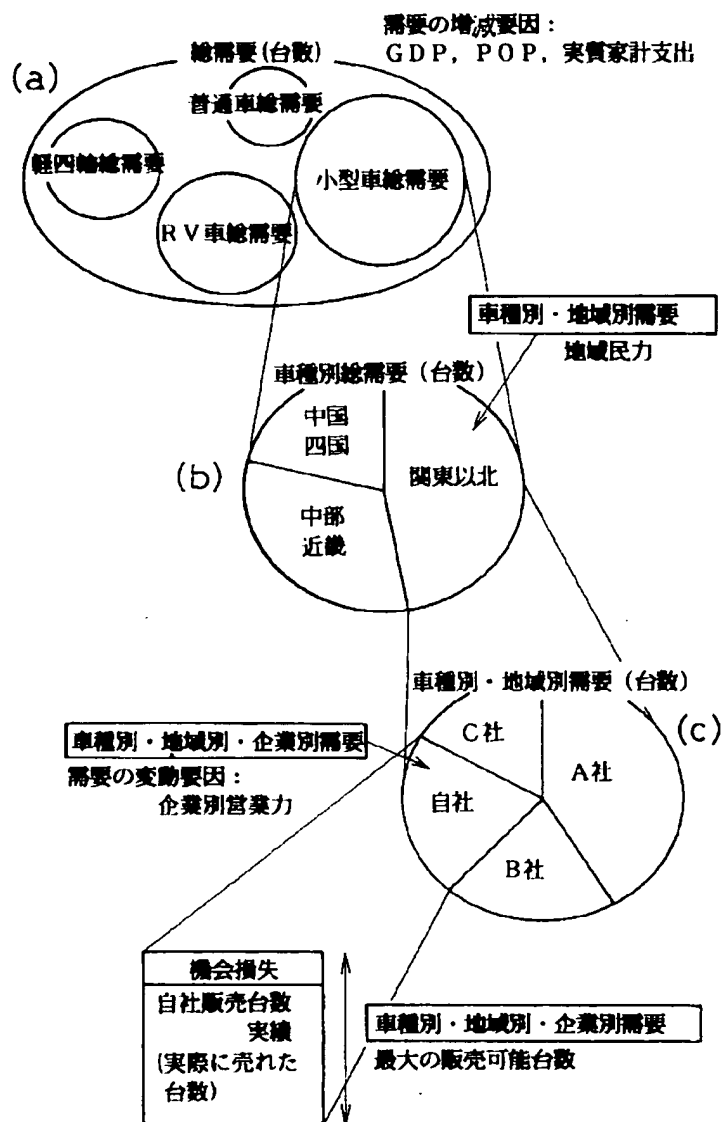 需要の増減要因：
総需要(台数)
GDP，POP，実質家計支出
(a)
普通車総需要
軽四輪総需要
小型車総需要
RV車総需要
車種別・地域別需要
地域民力
車種別総需要（台数）
中国
四国
(b)
関東以北
中部
近畿
車種別・地域別需要（台数）
(c)
C社
車種別・地域別・企業別需要
A社
需要の変動要因：
自社
企業別営業力
B社
機会損失
自社販売台数
実績
(実際に売れた
台数)
車種別・地域別・企業別需要
最大の販売可能台数